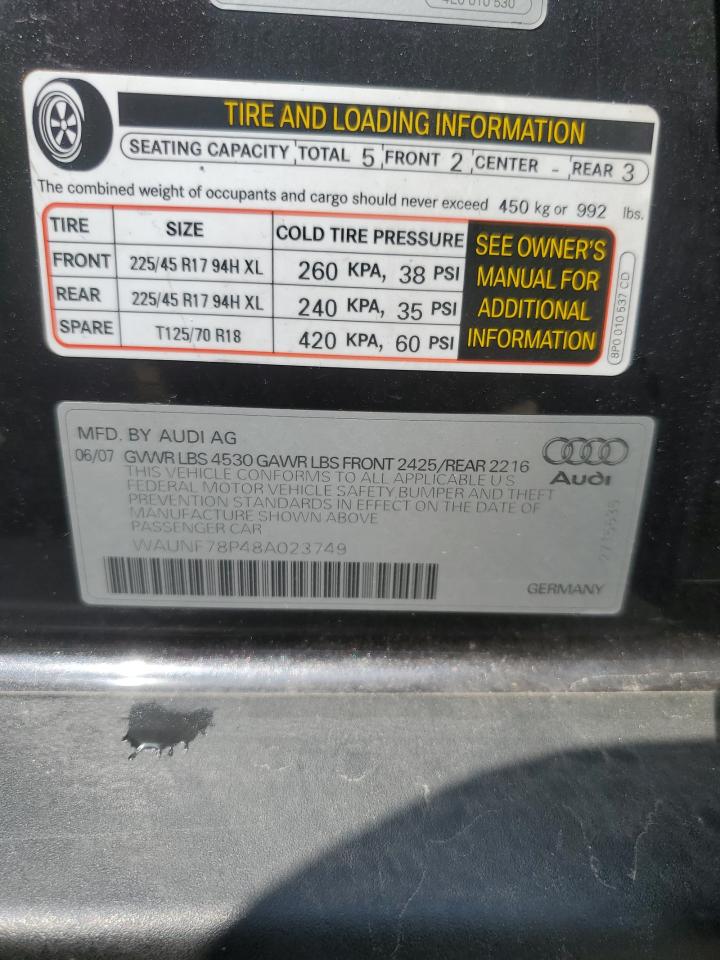 4E0 010 530
TIRE AND LOADING INFORMATION
SEATING CAPACITY TOTAL 5 FRONT 2 CENTER - REAR 3
The combined weight of occupants and cargo should never exceed 450 kg or 992 lbs.
TIRE SIZE COLD TIRE PRESSURE
FRONT 225/45 R17 94H XL 260 KPA, 38 PSI
REAR 225/45 R17 94H XL 240 KPA, 35 PSI
SPARE T125/70 R18 420 KPA, 60 PSI
SEE OWNER'S
MANUAL FOR
ADDITIONAL
INFORMATION
8P0 010 537 CD
MFD. BY AUDI AG
06/07 GVWR LBS 4530 GAWR LBS FRONT 2425/REAR 2216
THIS VEHICLE CONFORMS TO ALL APPLICABLE U S
FEDERAL MOTOR VEHICLE SAFETY BUMPER AND THEFT
PREVENTION STANDARDS IN EFFECT ON THE DATE OF
MANUFACTURE SHOWN ABOVE
PASSENGER CAR
WAUNF78P48A023749
Audi
GERMANY